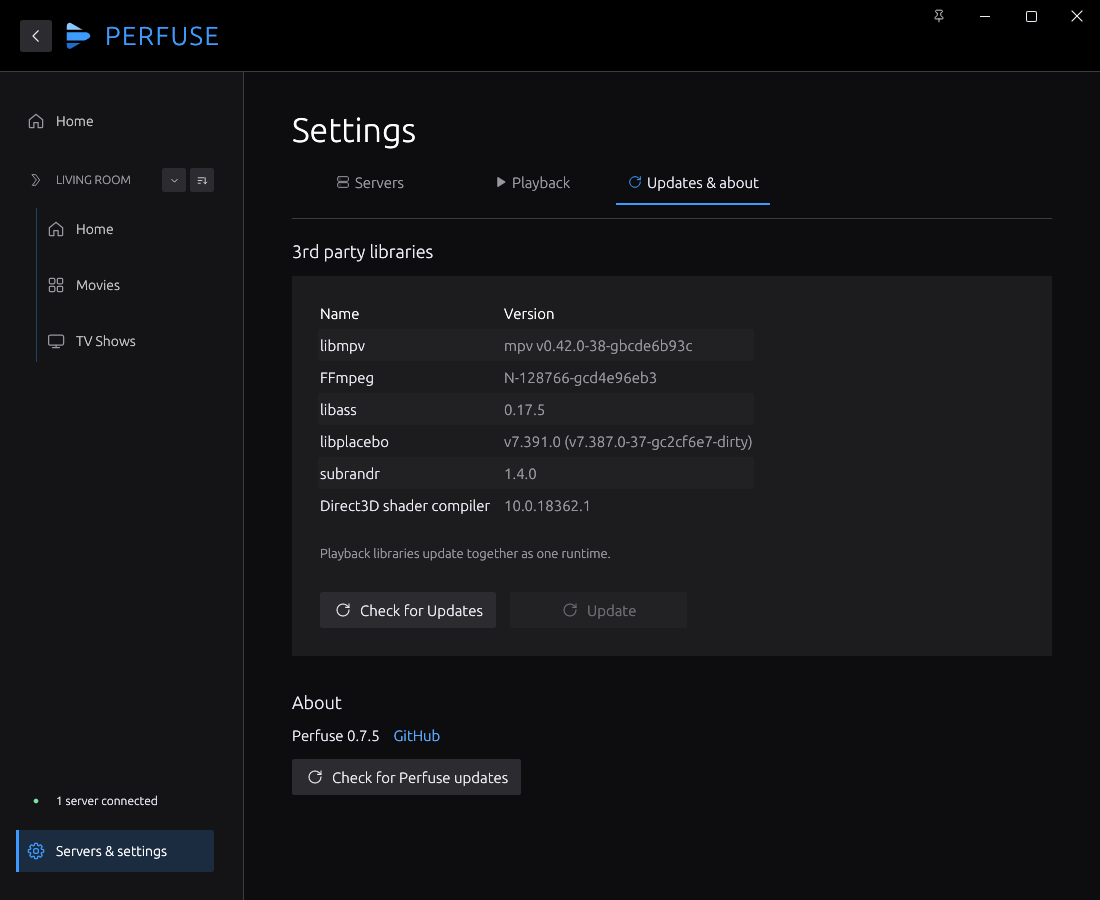 PERFUSE
Home
LIVING ROOM
Home
Movies
TV Shows
1 server connected
Servers & settings
Settings
Servers Playback Updates & about
3rd party libraries
Name Version
libmpv mpv v0.42.0-38-gbcde6b93c
FFmpeg N-128766-gcd4e96eb3
libass 0.17.5
libplacebo v7.391.0 (v7.387.0-37-gc2cf6e7-dirty)
subrandr 1.4.0
Direct3D shader compiler 10.0.18362.1
Playback libraries update together as one runtime.
Check for Updates Update
About
Perfuse 0.7.5 GitHub
Check for Perfuse updates